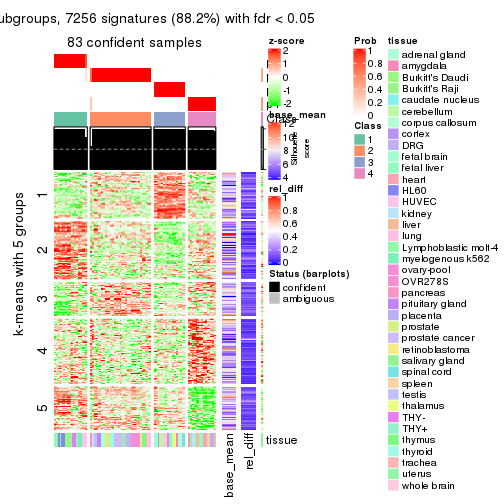 ubgroups, 7256 signatures (88.2%) with fdr < 0.05
83 confident samples
k-means with 5 groups
1
2
3
4
5
Class
Silhouette
score
base_mean
rel_diff
tissue
z-score
2
1
0
-1
-2
base_mean
12
10
8
6
4
rel_diff
1
0.8
0.6
0.4
0.2
0
Status (barplots)
confident
ambiguous
Prob
1
0.8
0.6
0.4
0.2
0
Class
1
2
3
4
tissue
adrenal gland
amygdala
Burkitt's Daudi
Burkitt's Raji
caudate nucleus
cerebellum
corpus callosum
cortex
DRG
fetal brain
fetal liver
heart
HL60
HUVEC
kidney
liver
lung
lymphoblastic molt-4
myelogenous k562
ovary-pool
OVR278S
pancreas
pituitary gland
placenta
prostate
prostate cancer
retinoblastoma
salivary gland
spinal cord
spleen
testis
thalamus
THY-
THY+
thymus
thyroid
trachea
uterus
whole brain